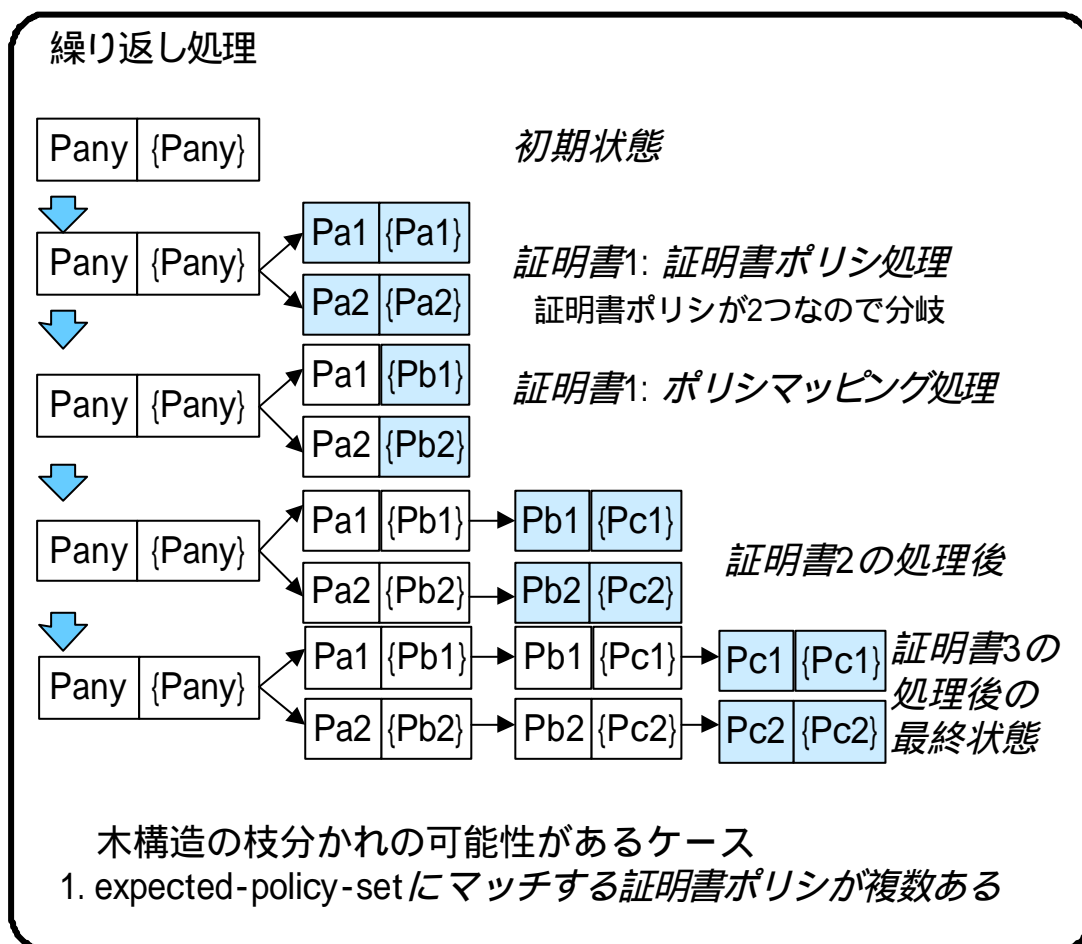 繰り返し処理
Pany {Pany} 初期状態
Pa1 {Pa1}
Pany {Pany} 証明書1: 証明書ポリシ処理
Pa2 {Pa2} 証明書ポリシが2つなので分岐
Pa1 {Pb1} 証明書1: ポリシマッピング処理
Pany {Pany}
Pa2 {Pb2}
Pa1 {Pb1} Pb1 {Pc1}
Pany {Pany} 証明書2の処理後
Pa2 {Pb2} Pb2 {Pc2}
Pa1 {Pb1} Pb1 {Pc1} Pc1 {Pc1} 証明書3の
Pany {Pany} 処理後の
Pa2 {Pb2} Pb2 {Pc2} Pc2 {Pc2} 最終状態
木構造の枝分かれの可能性があるケース
1. expected-policy-setにマッチする証明書ポリシが複数ある